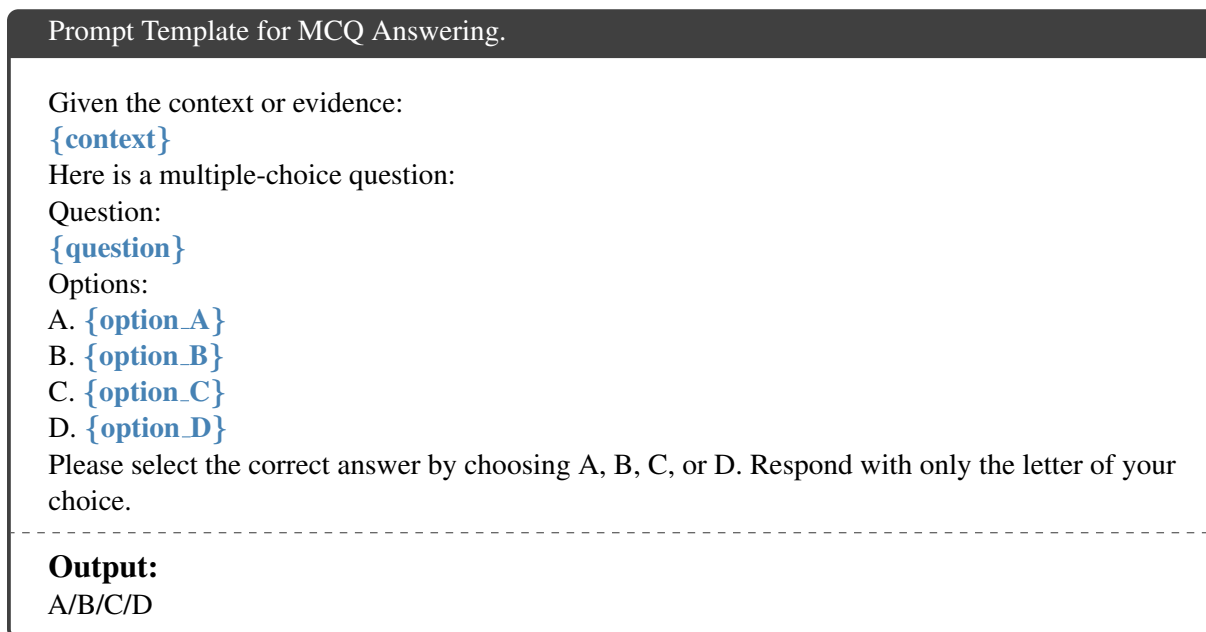 Prompt Template for MCQ Answering.
Given the context or evidence:
{context}
Here is a multiple-choice question:
Question:
{question}
Options:
A. {option_A}
B. {option_B}
C. {option_C}
D. {option_D}
Please select the correct answer by choosing A, B, C, or D. Respond with only the letter of your
choice.
Output:
A/B/C/D